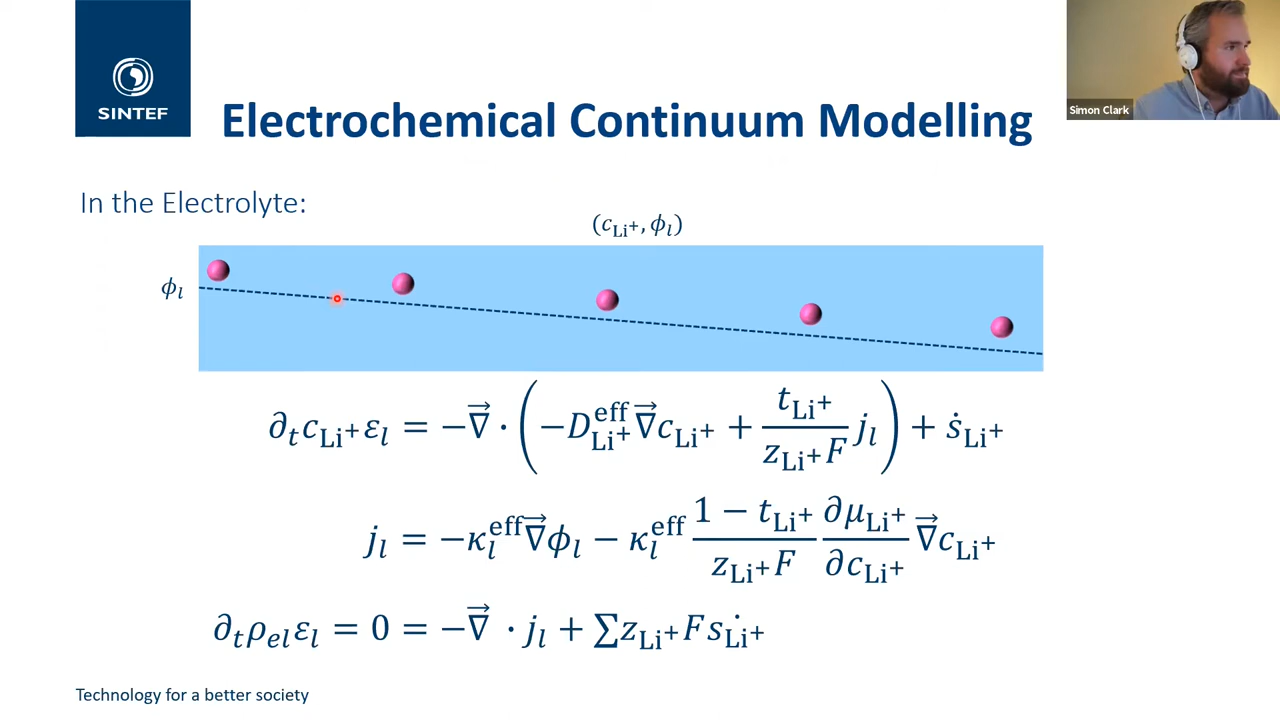 SINTEF
Electrochemical Continuum Modelling
Simon Clark
In the Electrolyte:
(c_Li+, ϕ_l)
ϕ_l
∂_t c_Li+ ε_l = −∇⃗ · (−D_Li+^eff ∇⃗c_Li+ + t_Li+ / z_Li+ F j_l) + ṡ_Li+
j_l = −κ_l^eff ∇⃗ϕ_l − κ_l^eff (1 − t_Li+ / z_Li+ F) (∂μ_Li+ / ∂c_Li+) ∇⃗c_Li+
∂_t ρ_el ε_l = 0 = −∇⃗ · j_l + ∑z_Li+ F ṡ_Li+
Technology for a better society